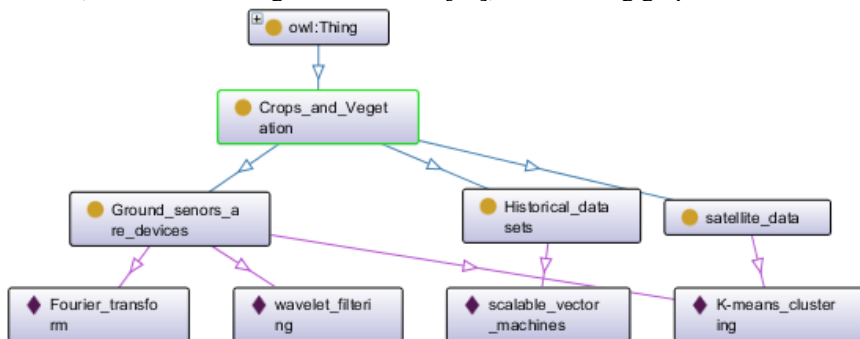 owl:Thing
Crops_and_Veget
ation
Ground_senors_a
re_devices
Historical_data
sets
satellite_data
Fourier_transfo
rm
wavelet_filteri
ng
scalable_vector
_machines
K-means_cluster
ing